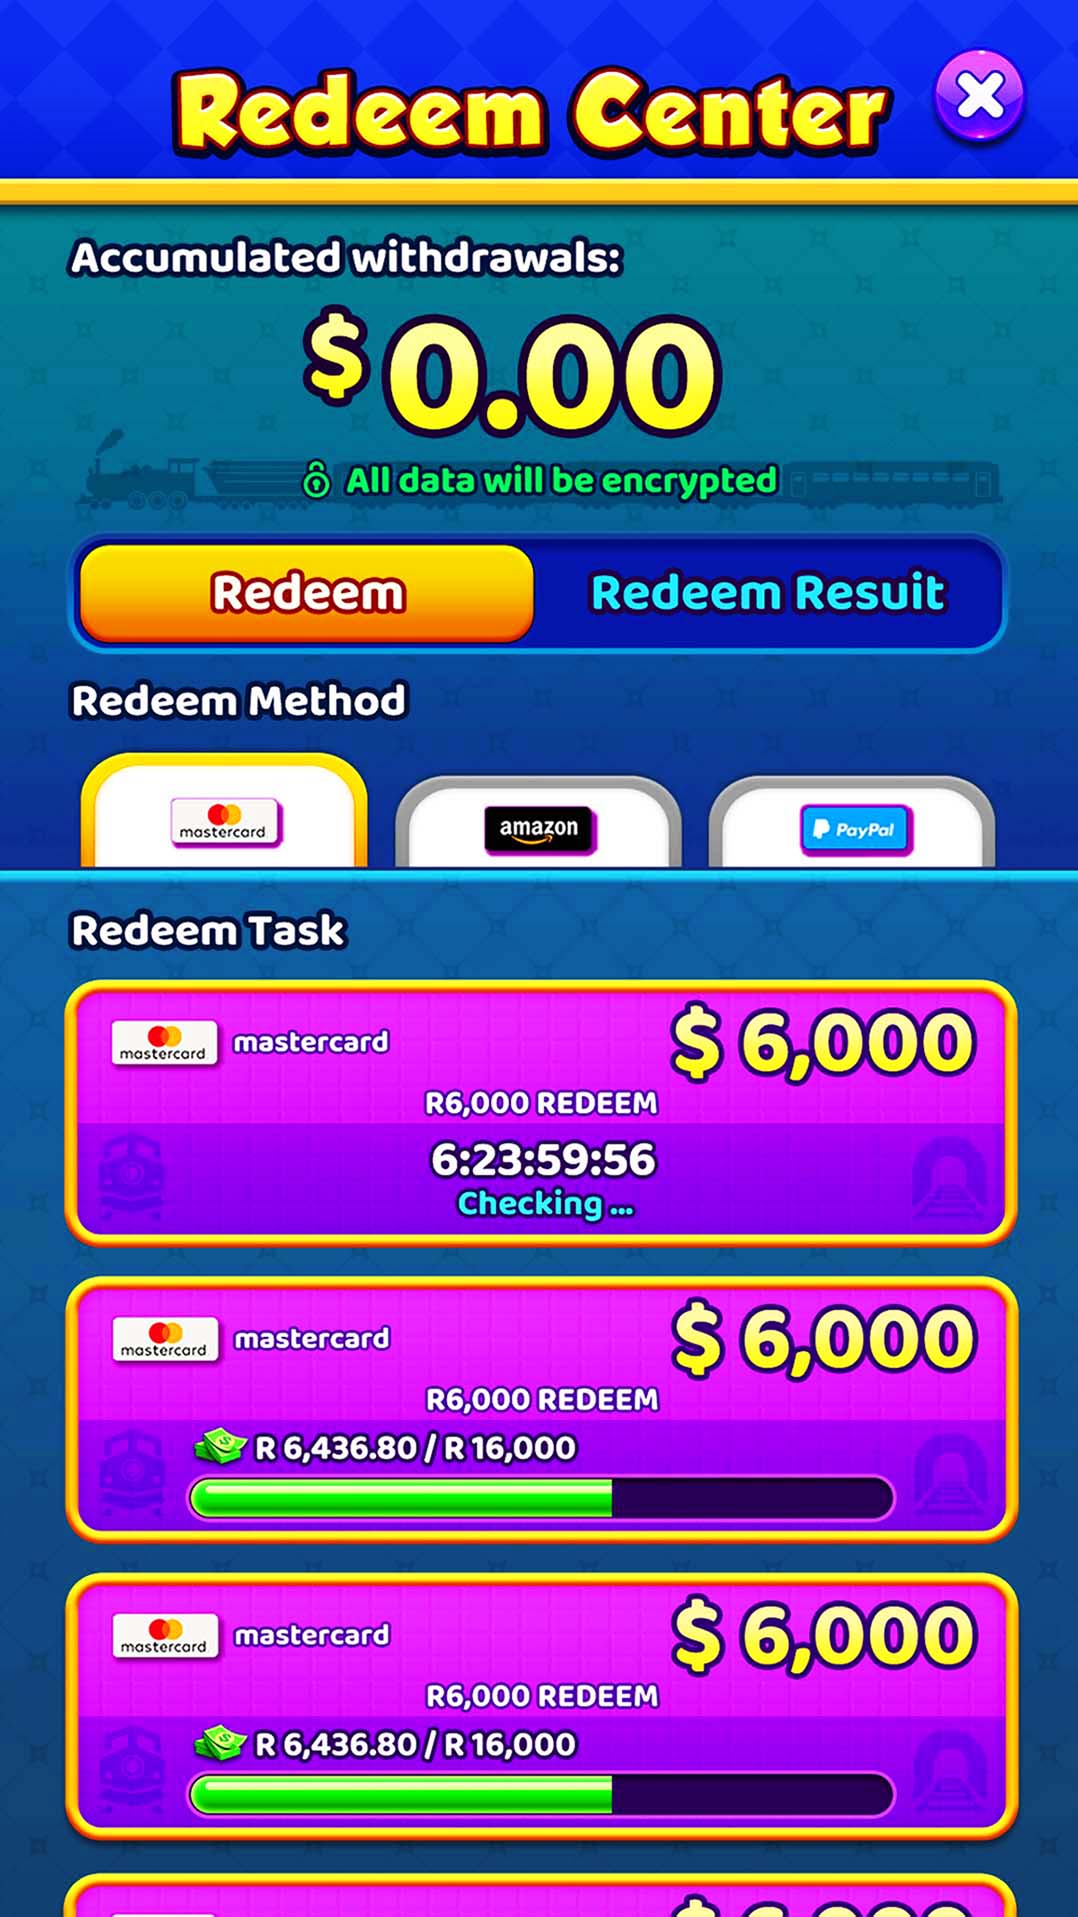 Redeem Center
Accumulated withdrawals:
$ 0.00
All data will be encrypted
Redeem
Redeem Resuit
Redeem Method
mastercard
amazon
PayPal
Redeem Task
mastercard
mastercard
$ 6,000
R6,000 REDEEM
6:23:59:56
Checking ...
mastercard
mastercard
$ 6,000
R6,000 REDEEM
R 6,436.80 / R 16,000
mastercard
mastercard
$ 6,000
R6,000 REDEEM
R 6,436.80 / R 16,000